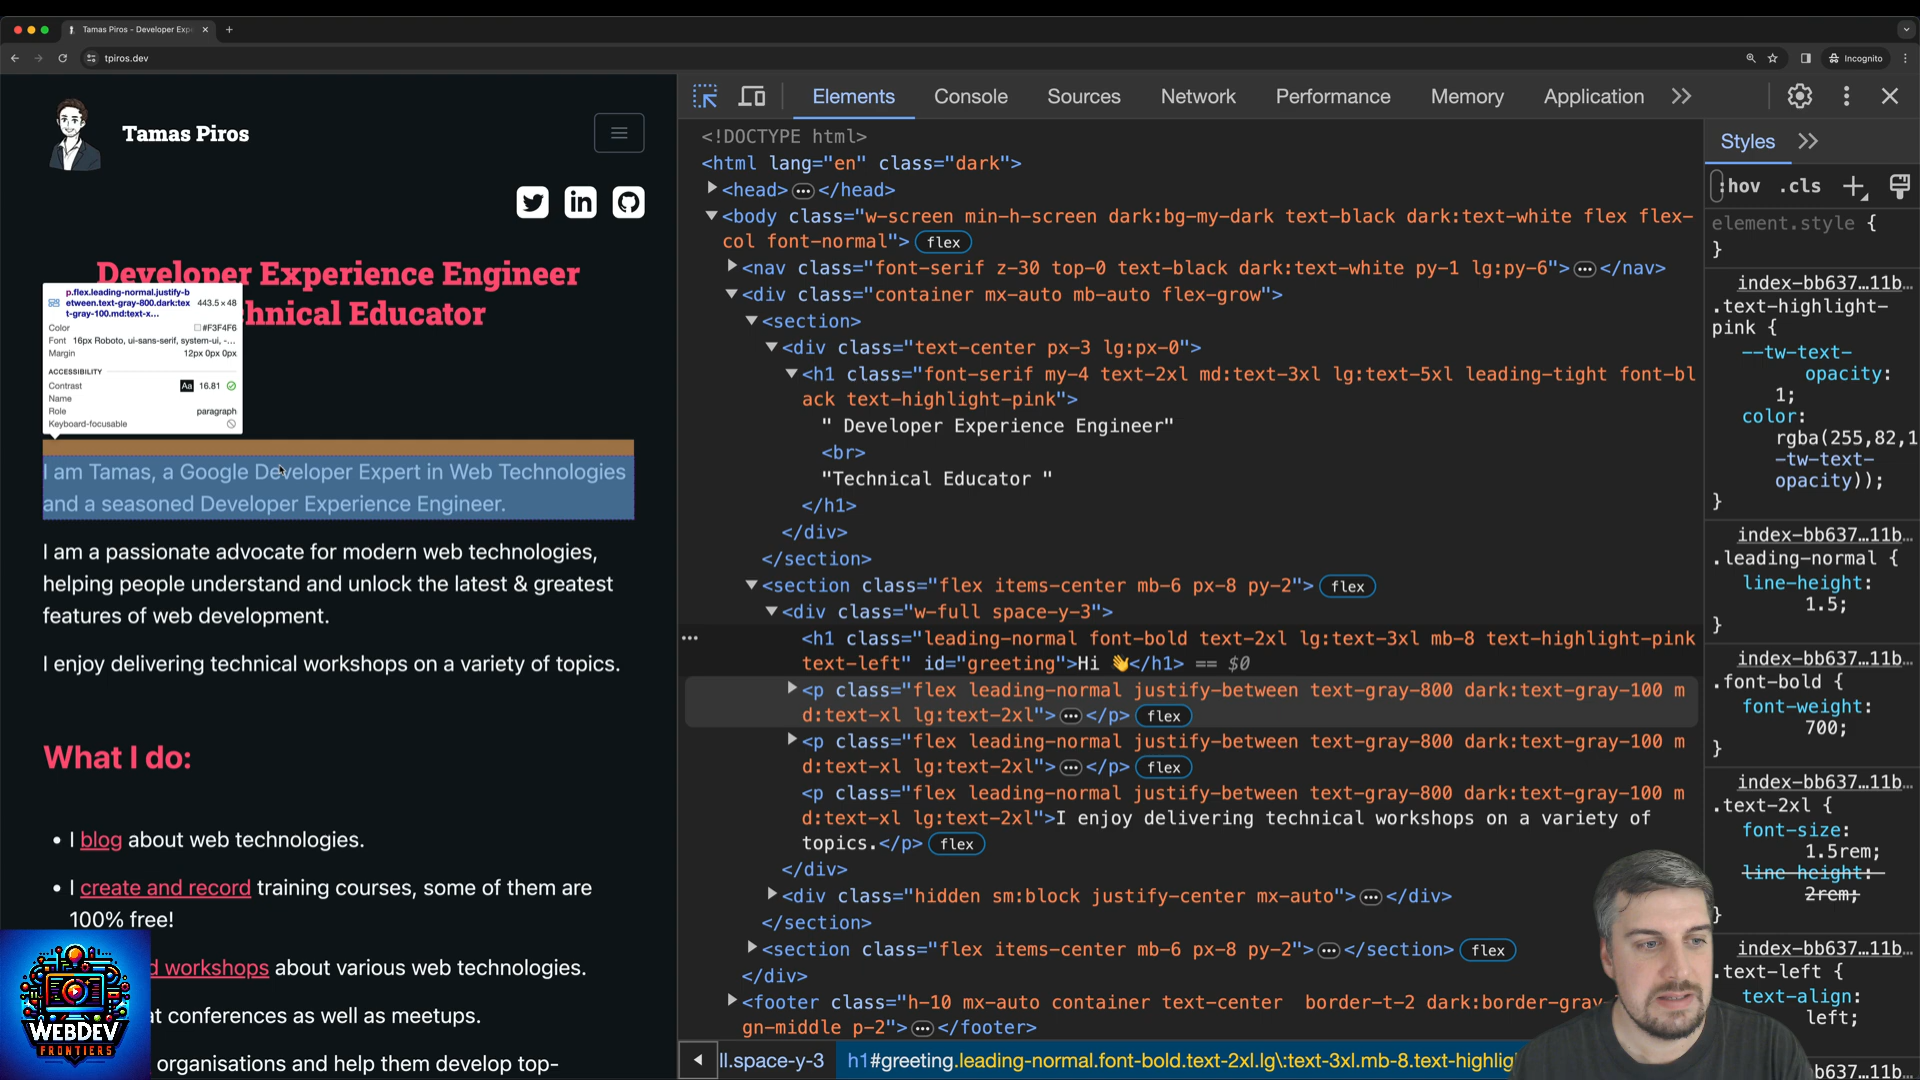 Tamas Piros - Developer Exp
tpiros.dev
Incognito
Tamas Piros
Developer Experience Engineer
hnical Educator
p.flex.leading-normal.justify-b
etween.text-gray-800.dark:tex
t-gray-100.md:text-x...
443.5 × 48
Color #F3F4F6
Font 16px Roboto, ui-sans-serif, system-ui, -...
Margin 12px 0px 0px
ACCESSIBILITY
Contrast Aa 16.81
Name
Role paragraph
Keyboard-focusable
I am Tamas, a Google Developer Expert in Web Technologies
and a seasoned Developer Experience Engineer.
I am a passionate advocate for modern web technologies,
helping people understand and unlock the latest & greatest
features of web development.
I enjoy delivering technical workshops on a variety of topics.
What I do:
• I blog about web technologies.
• I create and record training courses, some of them are
100% free!
d workshops about various web technologies.
at conferences as well as meetups.
organisations and help them develop top-
WEBDEV
FRONTIERS
Elements Console Sources Network Performance Memory Application
<!DOCTYPE html>
<html lang="en" class="dark">
<head>…</head>
<body class="w-screen min-h-screen dark:bg-my-dark text-black dark:text-white flex flex-
col font-normal"> flex
<nav class="font-serif z-30 top-0 text-black dark:text-white py-1 lg:py-6">…</nav>
<div class="container mx-auto mb-auto flex-grow">
<section>
<div class="text-center px-3 lg:px-0">
<h1 class="font-serif my-4 text-2xl md:text-3xl lg:text-5xl leading-tight font-bl
ack text-highlight-pink">
" Developer Experience Engineer"
<br>
"Technical Educator "
</h1>
</div>
</section>
<section class="flex items-center mb-6 px-8 py-2"> flex
<div class="w-full space-y-3">
<h1 class="leading-normal font-bold text-2xl lg:text-3xl mb-8 text-highlight-pink
text-left" id="greeting">Hi 👋</h1> == $0
<p class="flex leading-normal justify-between text-gray-800 dark:text-gray-100 m
d:text-xl lg:text-2xl">…</p> flex
<p class="flex leading-normal justify-between text-gray-800 dark:text-gray-100 m
d:text-xl lg:text-2xl">…</p> flex
<p class="flex leading-normal justify-between text-gray-800 dark:text-gray-100 m
d:text-xl lg:text-2xl">I enjoy delivering technical workshops on a variety of
topics.</p> flex
</div>
<div class="hidden sm:block justify-center mx-auto">…</div>
</section>
<section class="flex items-center mb-6 px-8 py-2">…</section> flex
</div>
<footer class="h-10 mx-auto container text-center  border-t-2 dark:border-gray-
gn-middle p-2">…</footer>
ll.space-y-3 h1#greeting.leading-normal.font-bold.text-2xl.lg\:text-3xl.mb-8.text-highlig
Styles
:hov .cls
element.style {
}
index-bb637…11b…
.text-highlight-
pink {
--tw-text-
opacity:
1;
color:
rgba(255,82,1
-tw-text-
opacity));
}
index-bb637…11b…
.leading-normal {
line-height:
1.5;
}
index-bb637…11b…
.font-bold {
font-weight:
700;
}
index-bb637…11b…
.text-2xl {
font-size:
1.5rem;
line-height:
2rem;
}
index-bb637…11b…
.text-left {
text-align:
left;
b637…11b…